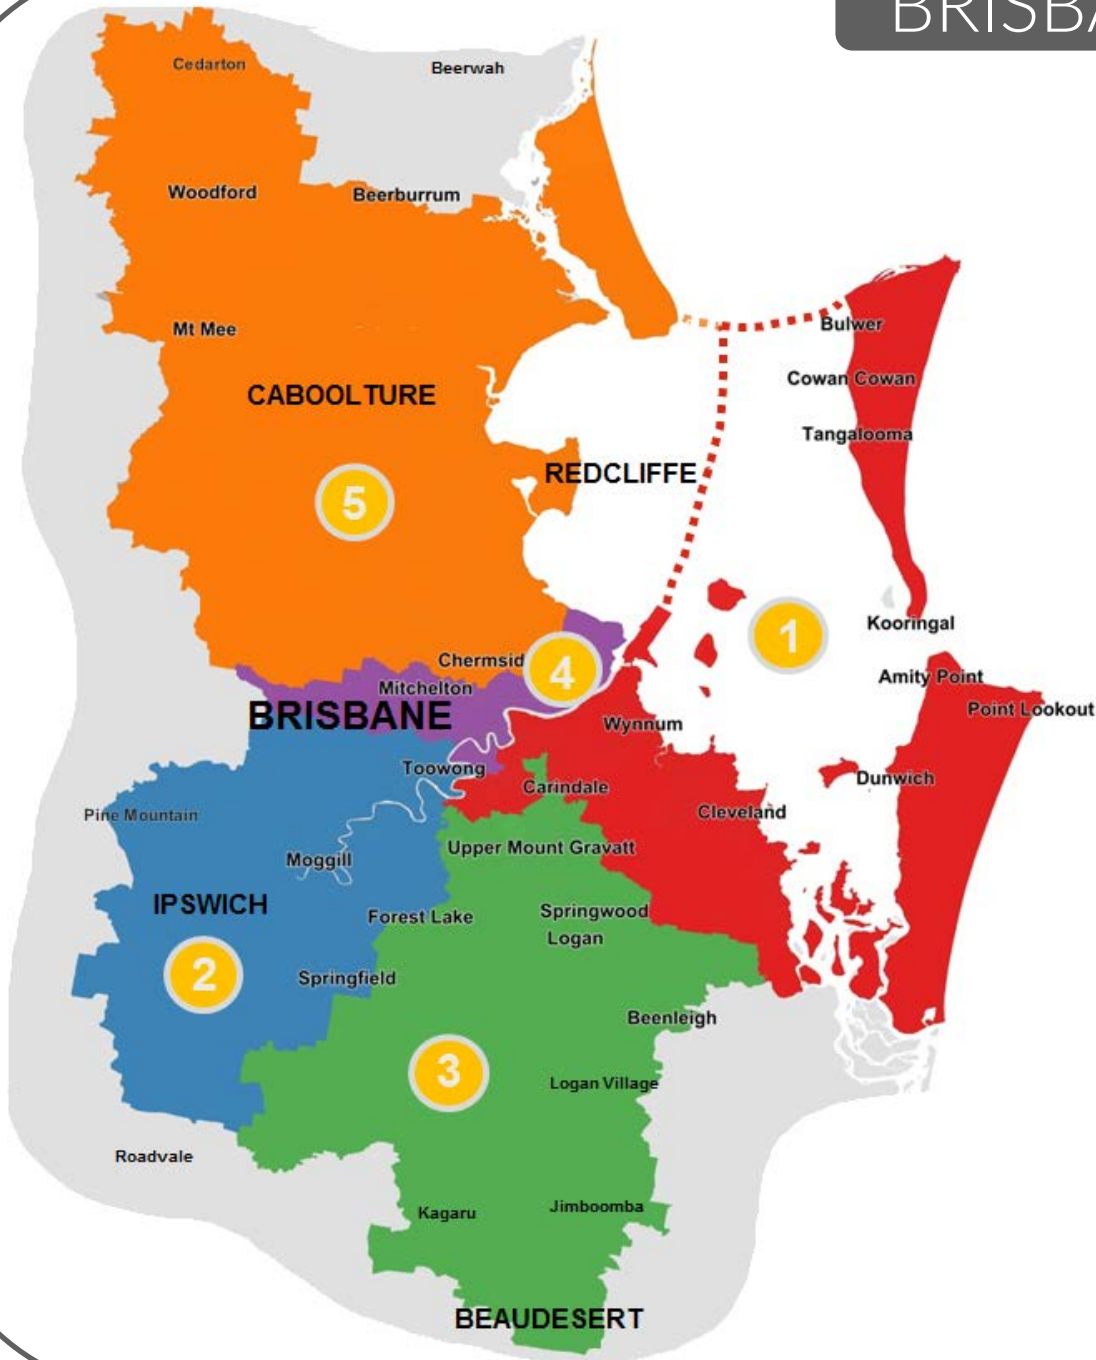 BRISBA
Cedarton
Beerwah
Woodford
Beerburrum
Mt Mee
Bulwer
CABOOLTURE
Cowan Cowan
Tangalooma
REDCLIFFE
5
Kooringal
1
Chermsid
4
Amity Point
Mitchelton
Point Lookout
BRISBANE
Wynnum
Toowong
Dunwich
Carindale
Pine Mountain
Cleveland
Upper Mount Gravatt
Moggill
IPSWICH
Forest Lake
Springwood
Logan
2
Springfield
Beenleigh
3
Logan Village
Roadvale
Kagaru
Jimboomba
BEAUDESERT